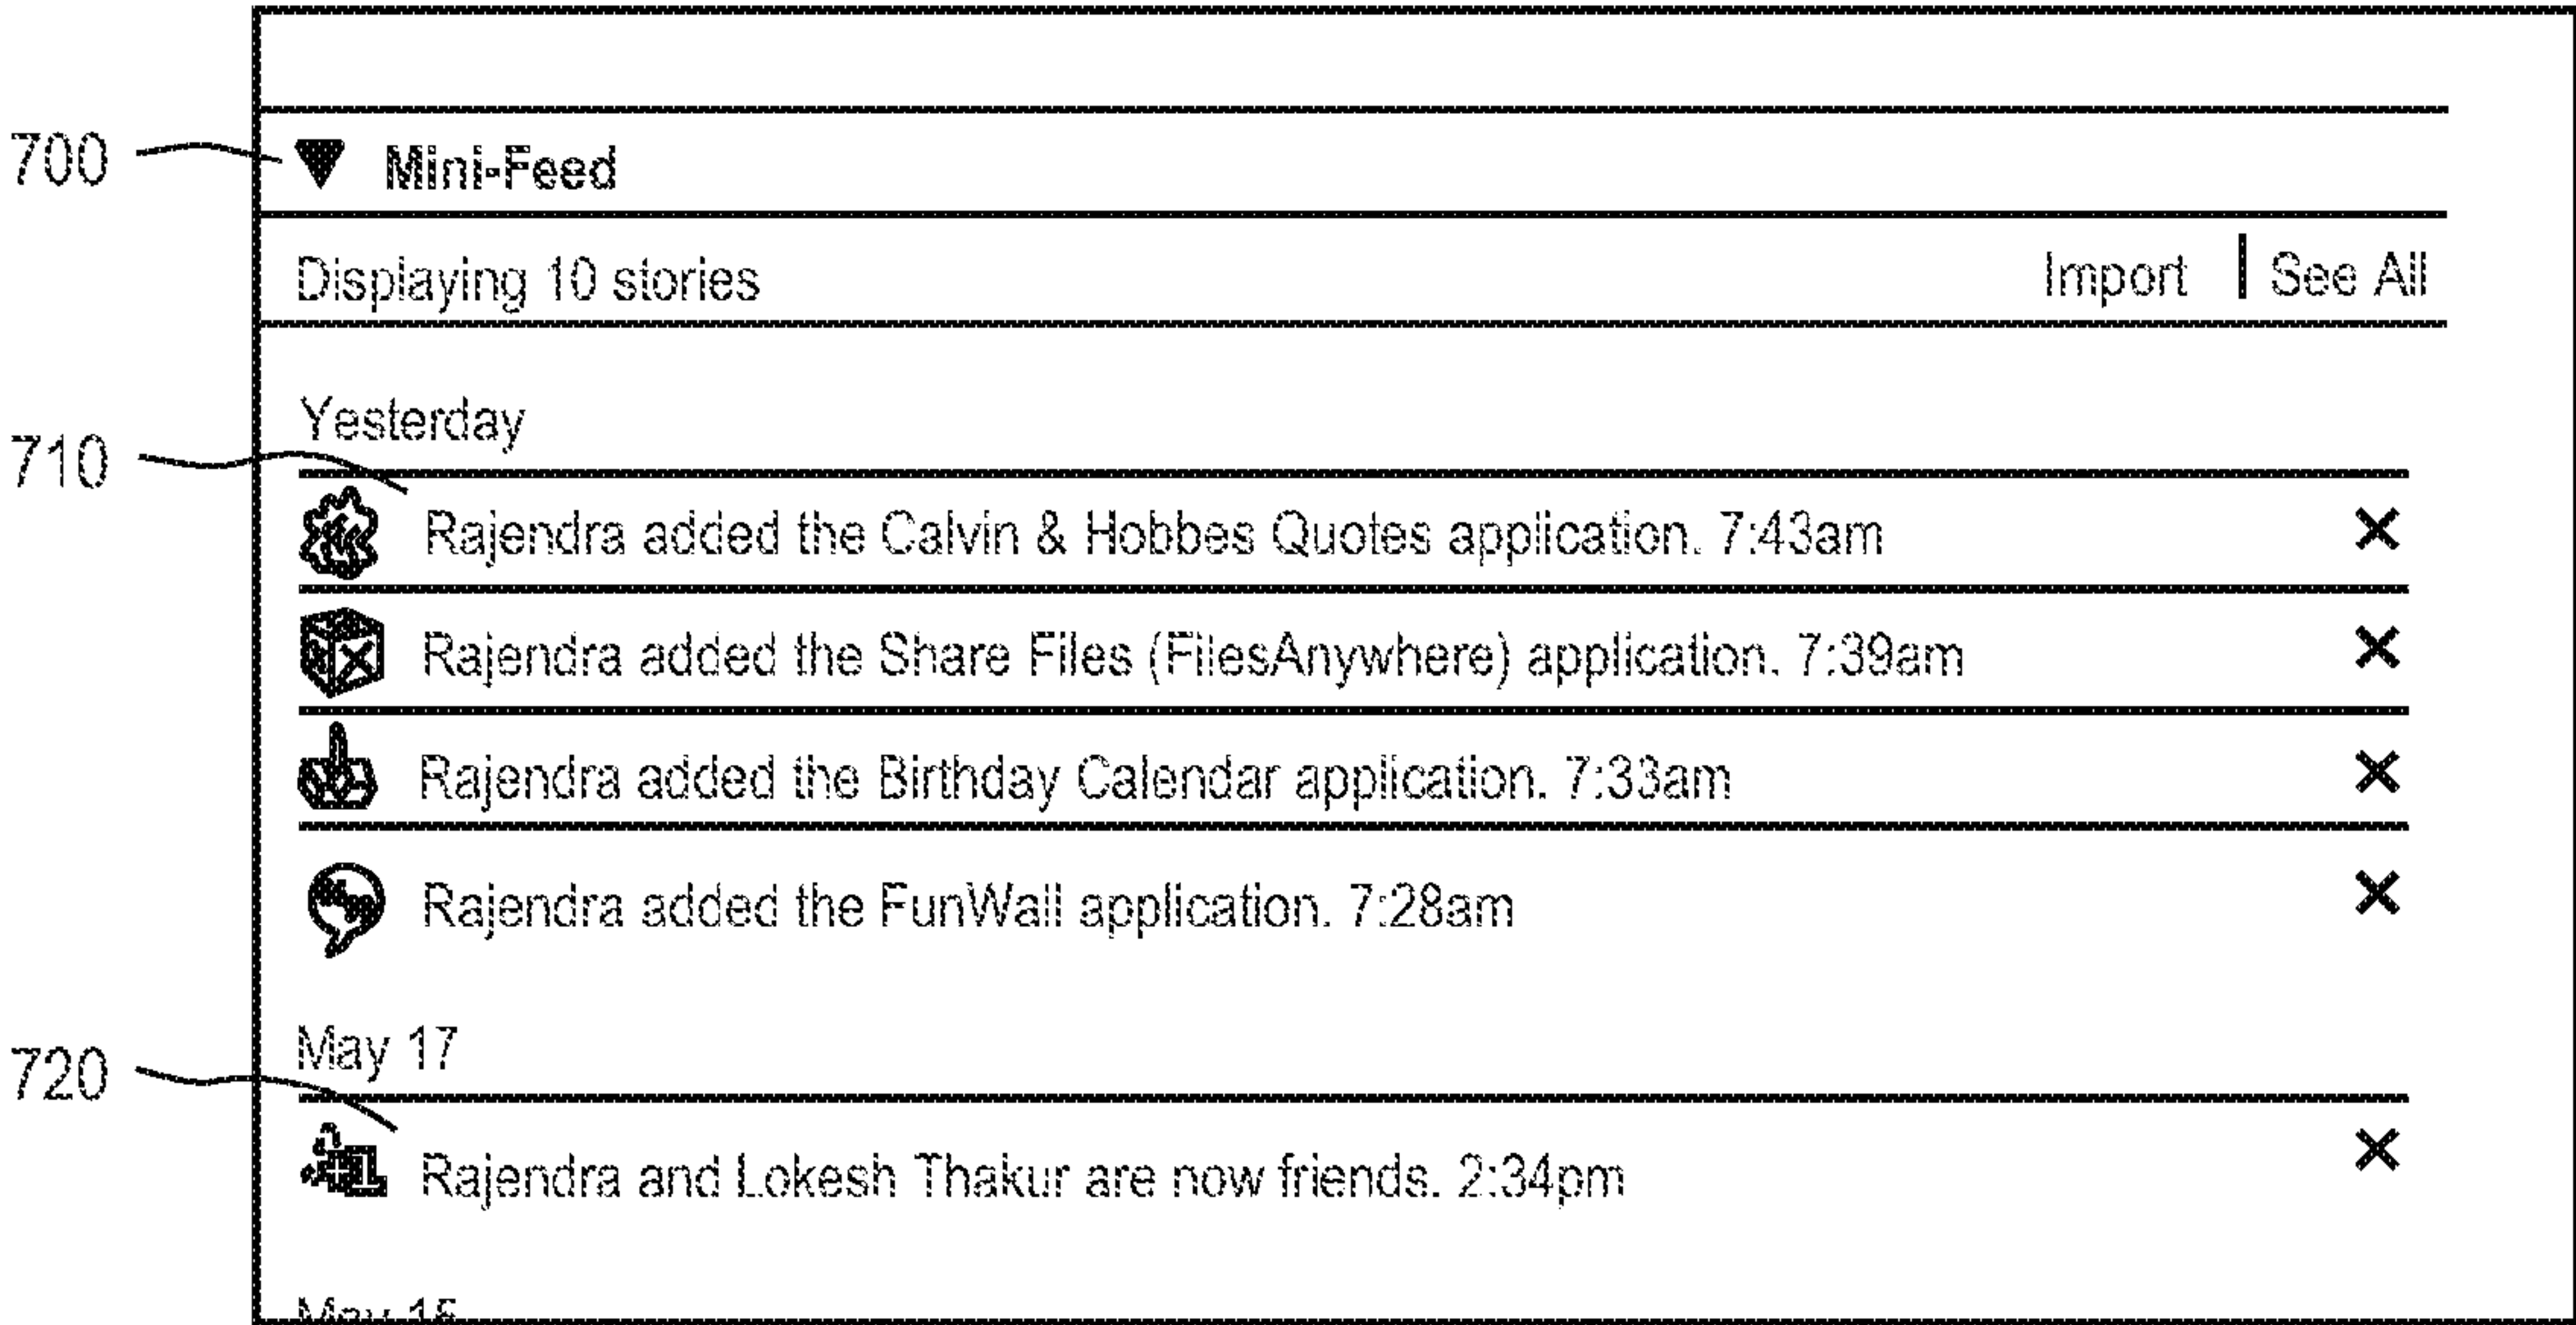 700 Mini-Feed
Displaying 10 stories Import | See All
Yesterday
710
Rajendra added the Calvin & Hobbes Quotes application. 7:43am
Rajendra added the Share Files (FilesAnywhere) application. 7:39am
Rajendra added the Birthday Calendar application. 7:33am
Rajendra added the FunWall application. 7:28am
May 17
720
Rajendra and Lokesh Thakur are now friends. 2:34pm
May